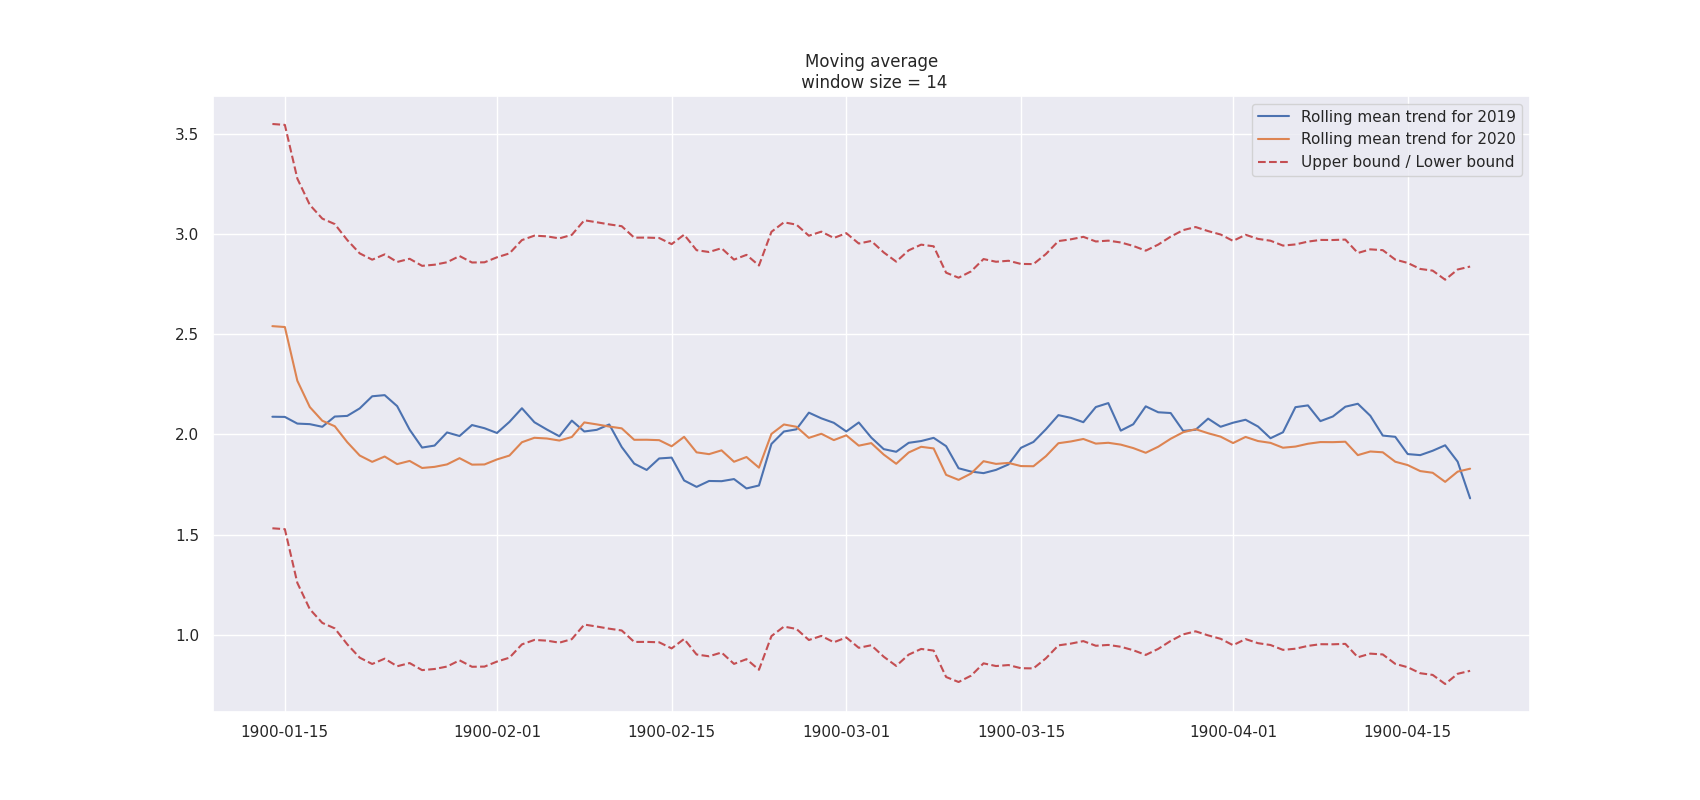 Moving average
window size = 14
Rolling mean trend for 2019
Rolling mean trend for 2020
Upper bound / Lower bound
3.5
3.0
2.5
2.0
1.5
1.0
1900-01-15
1900-02-01
1900-02-15
1900-03-01
1900-03-15
1900-04-01
1900-04-15